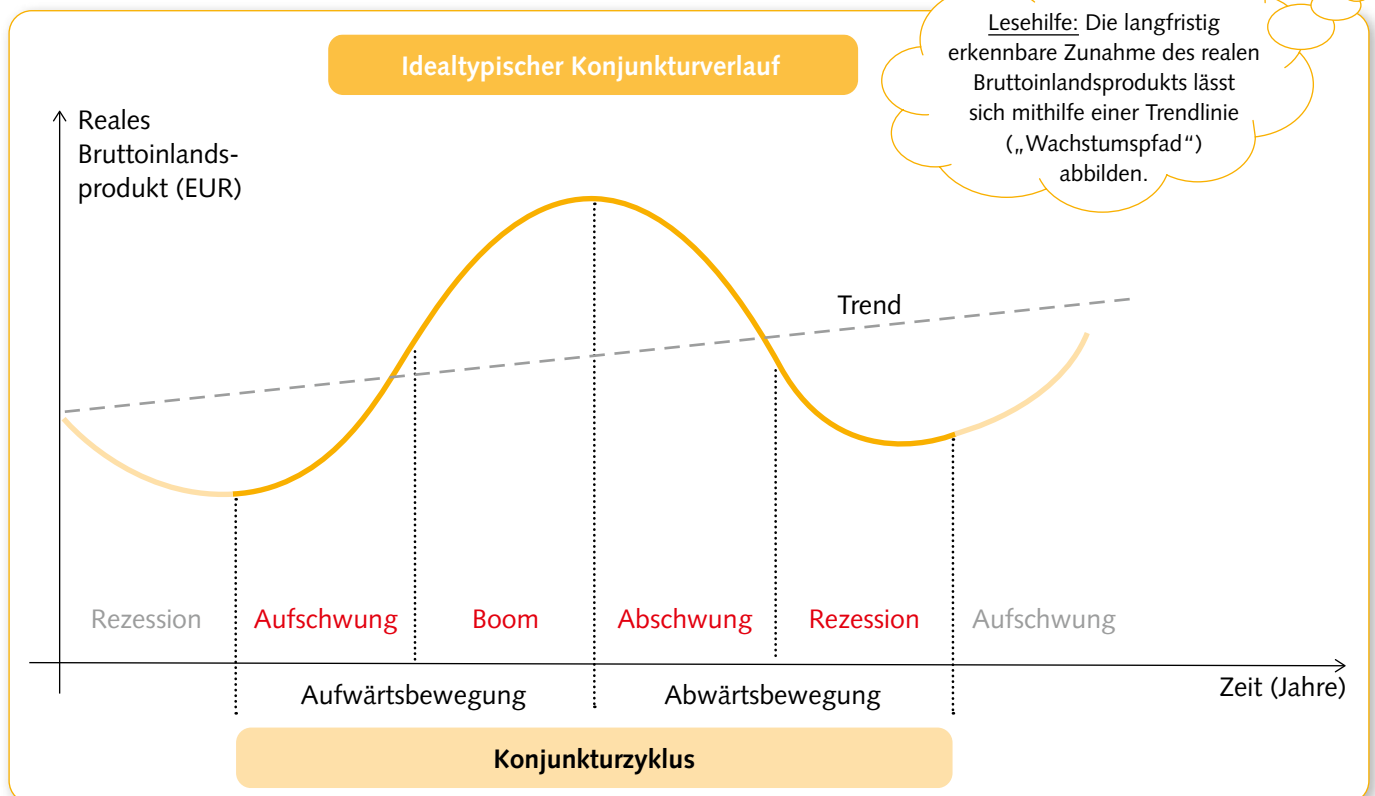 Idealtypischer Konjunkturverlauf
Lesehilfe: Die langfristig
erkennbare Zunahme des realen
Bruttoinlandsprodukts lässt
sich mithilfe einer Trendlinie
(„Wachstumspfad“)
abbilden.
Reales
Bruttoinlands-
produkt (EUR)
Trend
Rezession Aufschwung Boom Abschwung Rezession Aufschwung
Zeit (Jahre)
Aufwärtsbewegung Abwärtsbewegung
Konjunkturzyklus